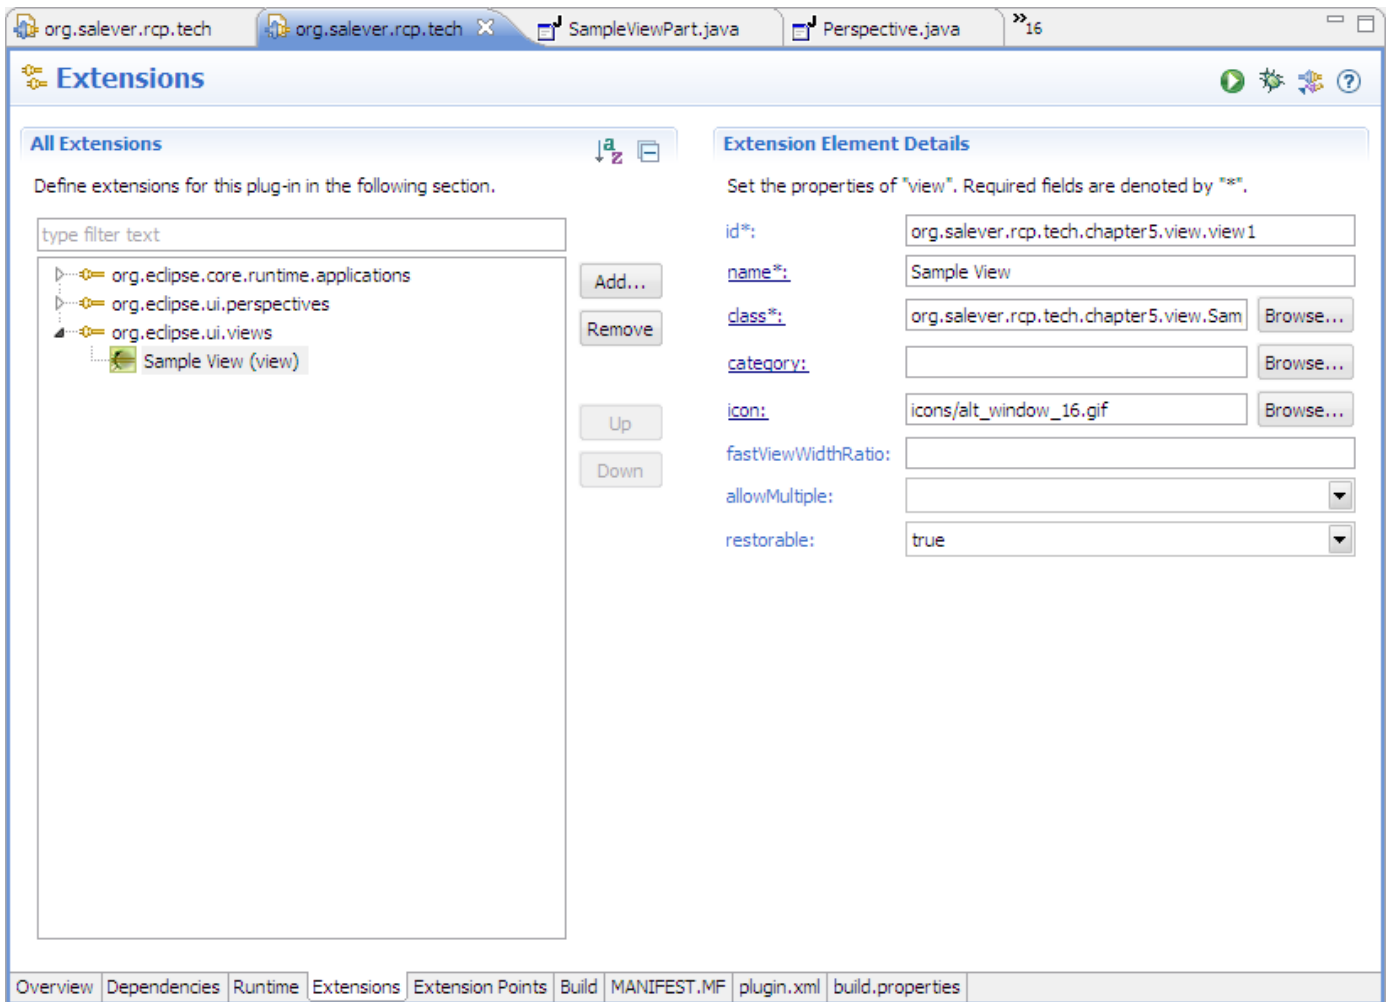 org.salever.rcp.tech org.salever.rcp.tech SampleViewPart.java Perspective.java »16
Extensions
All Extensions
Define extensions for this plug-in in the following section.
type filter text
org.eclipse.core.runtime.applications
org.eclipse.ui.perspectives
org.eclipse.ui.views
Sample View (view)
Add...
Remove
Up
Down
Extension Element Details
Set the properties of "view". Required fields are denoted by "*".
id*: org.salever.rcp.tech.chapter5.view.view1
name*: Sample View
class*: org.salever.rcp.tech.chapter5.view.Sam Browse...
category: Browse...
icon: icons/alt_window_16.gif Browse...
fastViewWidthRatio:
allowMultiple:
restorable: true
Overview Dependencies Runtime Extensions Extension Points Build MANIFEST.MF plugin.xml build.properties